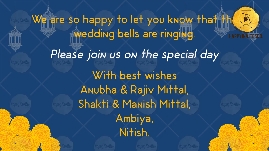 We are so happy to let you know that the
wedding bells are ringing
Please join us on the special day
With best wishes
Anubha & Rajiv Mittal,
Shakti & Manish Mittal,
Ambiya,
Nitish.